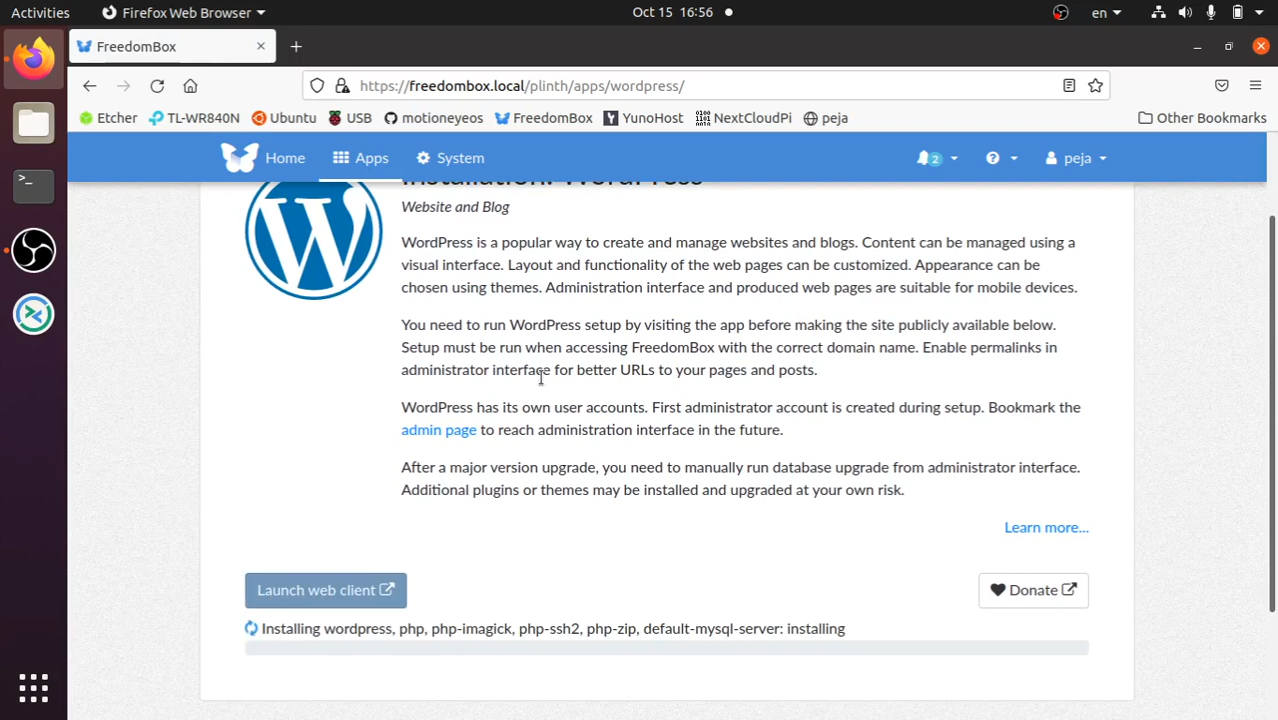 Activities
Firefox Web Browser
Oct 15 16:56
en
FreedomBox
https://freedombox.local/plinth/apps/wordpress/
Etcher
TL-WR840N
Ubuntu
USB
motioneyeos
FreedomBox
YunoHost
NextCloudPi
peja
Other Bookmarks
Home
Apps
System
2
peja
Installation: WordPress
Website and Blog
WordPress is a popular way to create and manage websites and blogs. Content can be managed using a
visual interface. Layout and functionality of the web pages can be customized. Appearance can be
chosen using themes. Administration interface and produced web pages are suitable for mobile devices.
You need to run WordPress setup by visiting the app before making the site publicly available below.
Setup must be run when accessing FreedomBox with the correct domain name. Enable permalinks in
administrator interface for better URLs to your pages and posts.
WordPress has its own user accounts. First administrator account is created during setup. Bookmark the
admin page to reach administration interface in the future.
After a major version upgrade, you need to manually run database upgrade from administrator interface.
Additional plugins or themes may be installed and upgraded at your own risk.
Learn more...
Launch web client
Donate
Installing wordpress, php, php-imagick, php-ssh2, php-zip, default-mysql-server: installing